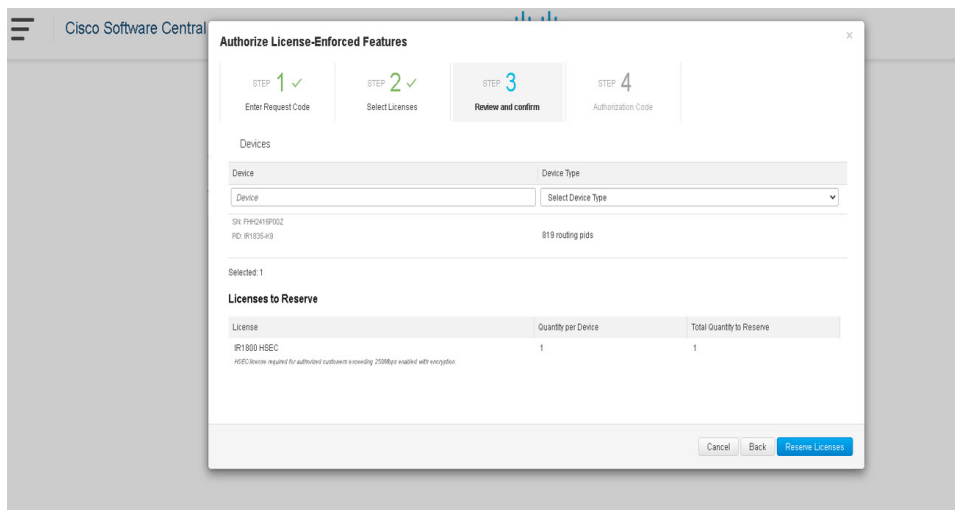 Cisco Software Central
Authorize License-Enforced Features
x
STEP 1 ✓
Enter Request Code
STEP 2 ✓
Select Licenses
STEP 3
Review and confirm
STEP 4
Authorization Code
Devices
Device Device Type
Device Select Device Type
SN: FHH2416P00Z
PID: IR1835-K9
819 routing pids
Selected: 1
Licenses to Reserve
License Quantity per Device Total Quantity to Reserve
IR1800 HSEC 1 1
HSEC license required for authorized customers exceeding 250Mbps enabled with encryption
Cancel Back Reserve Licenses